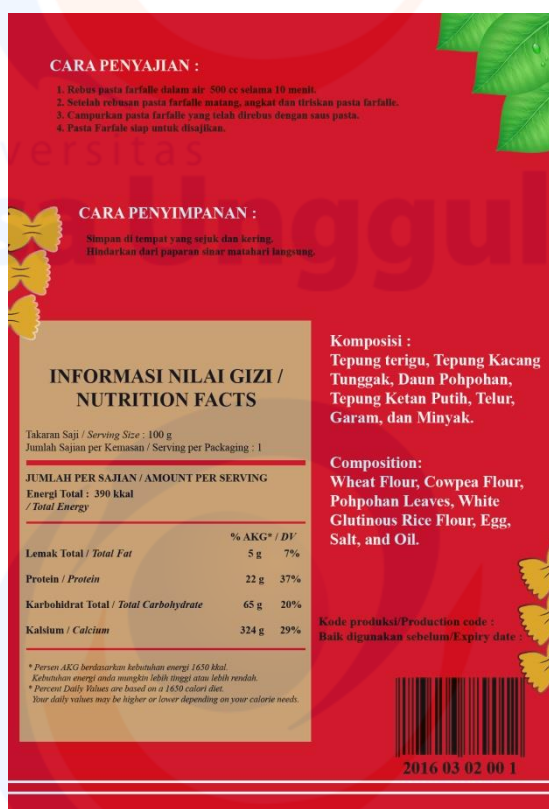 CARA PENYAJIAN :
1. Rebus pasta farfalle dalam air 500 cc selama 10 menit.
2. Setelah rebusan pasta farfalle matang, angkat dan tiriskan pasta farfalle.
3. Campurkan pasta farfalle yang telah direbus dengan saus pasta.
4. Pasta Farfale siap untuk disajikan.
versitas
a Unggul
CARA PENYIMPANAN :
Simpan di tempat yang sejuk dan kering.
Hindarkan dari paparan sinar matahari langsung.
INFORMASI NILAI GIZI /
NUTRITION FACTS
Takaran Saji / Serving Size : 100 g
Jumlah Sajian per Kemasan / Serving per Packaging : 1
JUMLAH PER SAJIAN / AMOUNT PER SERVING
Energi Total : 390 kkal
/ Total Energy
% AKG* / DV
Lemak Total / Total Fat 5 g 7%
Protein / Protein 22 g 37%
Karbohidrat Total / Total Carbohydrate 65 g 20%
Kalsium / Calcium 324 g 29%
* Persen AKG berdasarkan kebutuhan energi 1650 kkal.
Kebutuhan energi anda mungkin lebih tinggi atau lebih rendah.
* Percent Daily Values are based on a 1650 calori diet.
Your daily values may be higher or lower depending on your calorie needs.
Komposisi :
Tepung terigu, Tepung Kacang
Tunggak, Daun Pohpohan,
Tepung Ketan Putih, Telur,
Garam, dan Minyak.
Composition:
Wheat Flour, Cowpea Flour,
Pohpohan Leaves, White
Glutinous Rice Flour, Egg,
Salt, and Oil.
Kode produksi/Production code :
Baik digunakan sebelum/Expiry date :
2016 03 02 00 1